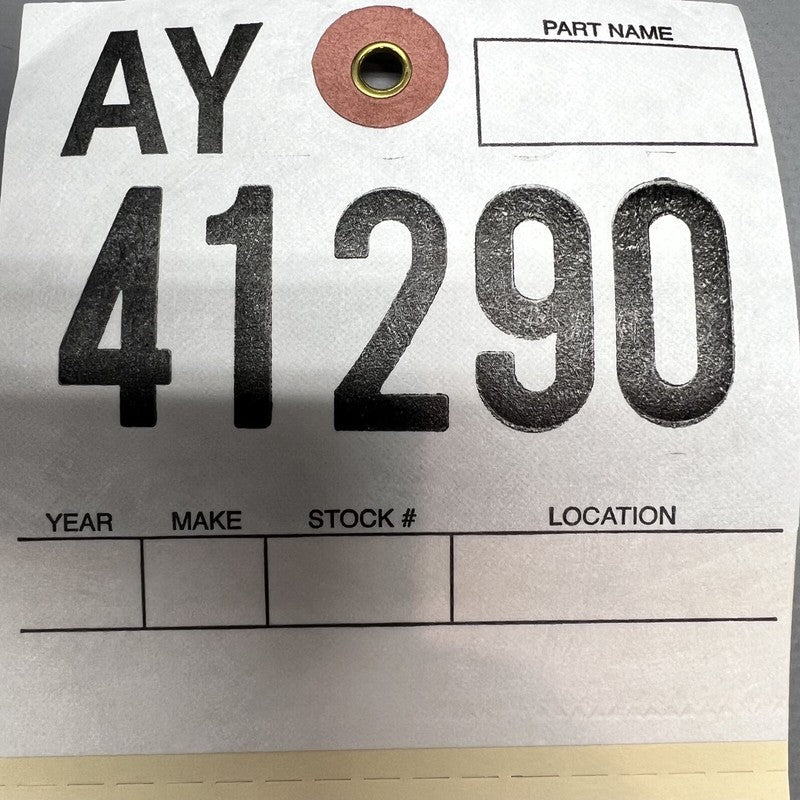 AY
PART NAME
41290
YEAR MAKE STOCK # LOCATION